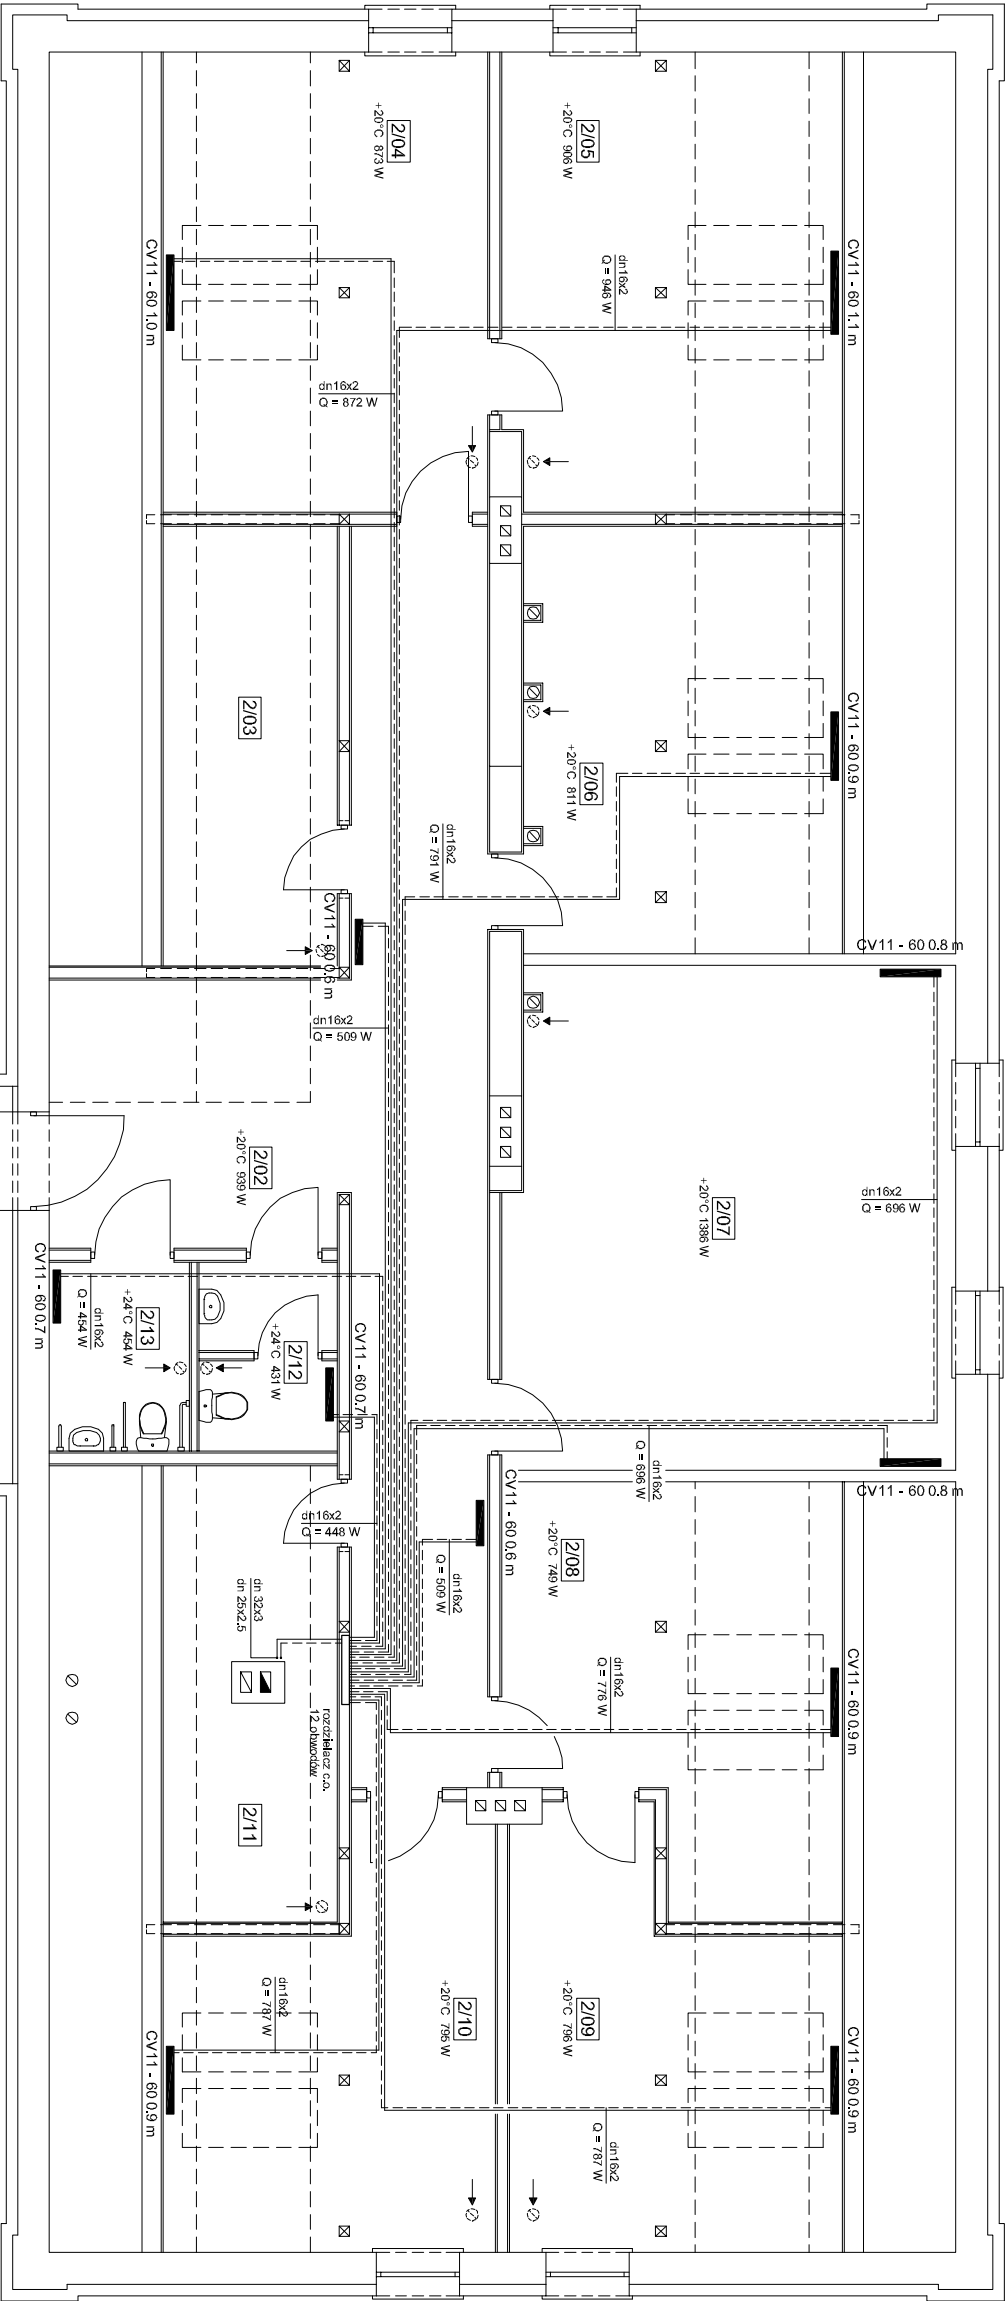 2/04
+20°C 873 W
2/05
+20°C 906 W
CV11 - 60 1.0 m
dn16x2
Q = 946 W
CV11 - 60 1.1 m
dn16x2
Q = 872 W
2/03
2/06
+20°C 811 W
CV11 - 60 0.9 m
dn16x2
Q = 791 W
CV11 - 60 0.6 m
CV11 - 60 0.8 m
dn16x2
Q = 509 W
2/02
+20°C 939 W
2/07
+20°C 1386 W
dn16x2
Q = 696 W
CV11 - 60 0.7 m
dn16x2
Q = 454 W
2/13
+24°C 454 W
2/12
+24°C 431 W
CV11 - 60 0.7 m
dn16x2
Q = 696 W
CV11 - 60 0.8 m
dn16x2
Q = 448 W
CV11 - 60 0.6 m
dn16x2
Q = 509 W
2/08
+20°C 749 W
dn 32x3
dn 25x2.5
dn16x2
Q = 776 W
CV11 - 60 0.9 m
rozdzielacz c.o.
12 obwodów
2/11
dn16x2
Q = 787 W
2/10
+20°C 795 W
2/09
+20°C 796 W
CV11 - 60 0.9 m
CV11 - 60 0.9 m
dn16x2
Q = 787 W